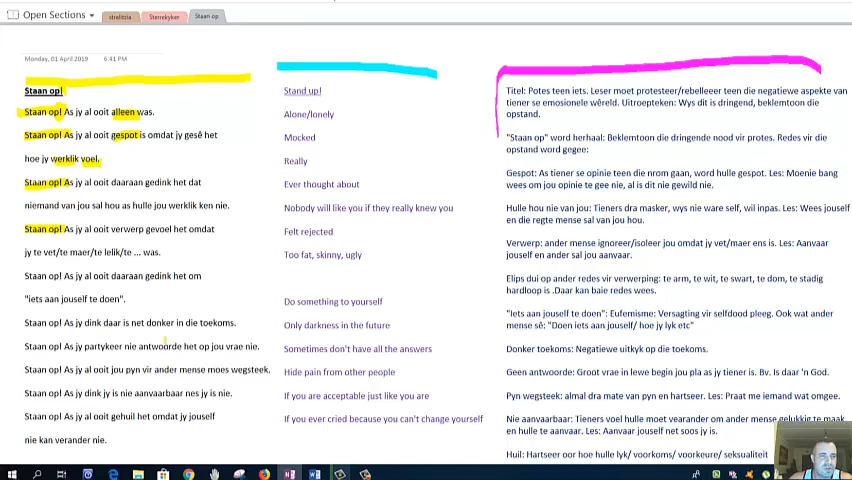 Open Sections
strelitzia
Sterrekyker
Staan op
Monday, 01 April 2019 6:41 PM
Staan op!
Staan op! As jy al ooit alleen was.
Staan op! As jy al ooit gespot is omdat jy gesê het
hoe jy werklik voel.
Staan op! As jy al ooit daaraan gedink het dat
niemand van jou sal hou as hulle jou werklik ken nie.
Staan op! As jy al ooit verwerp gevoel het omdat
jy te vet/te maer/te lelik/te ... was.
Staan op! As jy al ooit daaraan gedink het om
"iets aan jouself te doen".
Staan op! As jy dink daar is net donker in die toekoms.
Staan op! As jy partykeer nie antwoorde het op jou vrae nie.
Staan op! As jy al ooit jou pyn vir ander mense moes wegsteek.
Staan op! As jy dink jy is nie aanvaarbaar nes jy is nie.
Staan op! As jy al ooit gehuil het omdat jy jouself
nie kan verander nie.
Stand up!
Alone/lonely
Mocked
Really
Ever thought about
Nobody will like you if they really knew you
Felt rejected
Too fat, skinny, ugly
Do something to yourself
Only darkness in the future
Sometimes don't have all the answers
Hide pain from other people
If you are acceptable just like you are
If you ever cried because you can't change yourself
Titel: Potes teen iets. Leser moet protesteer/rebelleer teen die negatiewe aspekte van
tiener se emosionele wêreld. Uitroepteken: Wys dit is dringend, beklemtoon die
opstand.
"Staan op" word herhaal: Beklemtoon die dringende nood vir protes. Redes vir die
opstand word gegee:
Gespot: As tiener se opinie teen die nrom gaan, word hulle gespot. Les: Moenie bang
wees om jou opinie te gee nie, al is dit nie gewild nie.
Hulle hou nie van jou: Tieners dra masker, wys nie ware self, wil inpas. Les: Wees jouself
en die regte mense sal van jou hou.
Verwerp: ander mense ignoreer/isoleer jou omdat jy vet/maer ens is. Les: Aanvaar
jouself en ander sal jou aanvaar.
Elips dui op ander redes vir verwerping: te arm, te wit, te swart, te dom, te stadig
hardloop is .Daar kan baie redes wees.
"Iets aan jouself te doen": Eufemisme: Versagting vir selfdood pleeg. Ook wat ander
mense sê: "Doen iets aan jouself/ hoe jy lyk etc"
Donker toekoms: Negatiewe uitkyk op die toekoms.
Geen antwoorde: Groot vrae in lewe begin jou pla as jy tiener is. Bv. Is daar 'n God.
Pyn wegsteek: almal dra mate van pyn en hartseer. Les: Praat me iemand wat omgee.
Nie aanvaarbaar: Tieners voel hulle moet vearander om ander mense gelukkig te maak
en hulle te aanvaar. Les: Aanvaar jouself net soos jy is.
Huil: Hartseer oor hoe hulle lyk/ voorkoms/ voorkeure/ seksualiteit